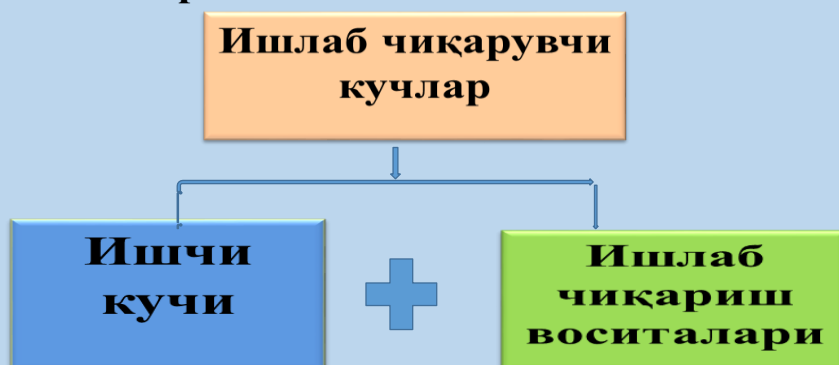 Ишлаб чиқарувчи
кучлар
Ишчи
кучи
Ишлаб
чиқариш
воситалари